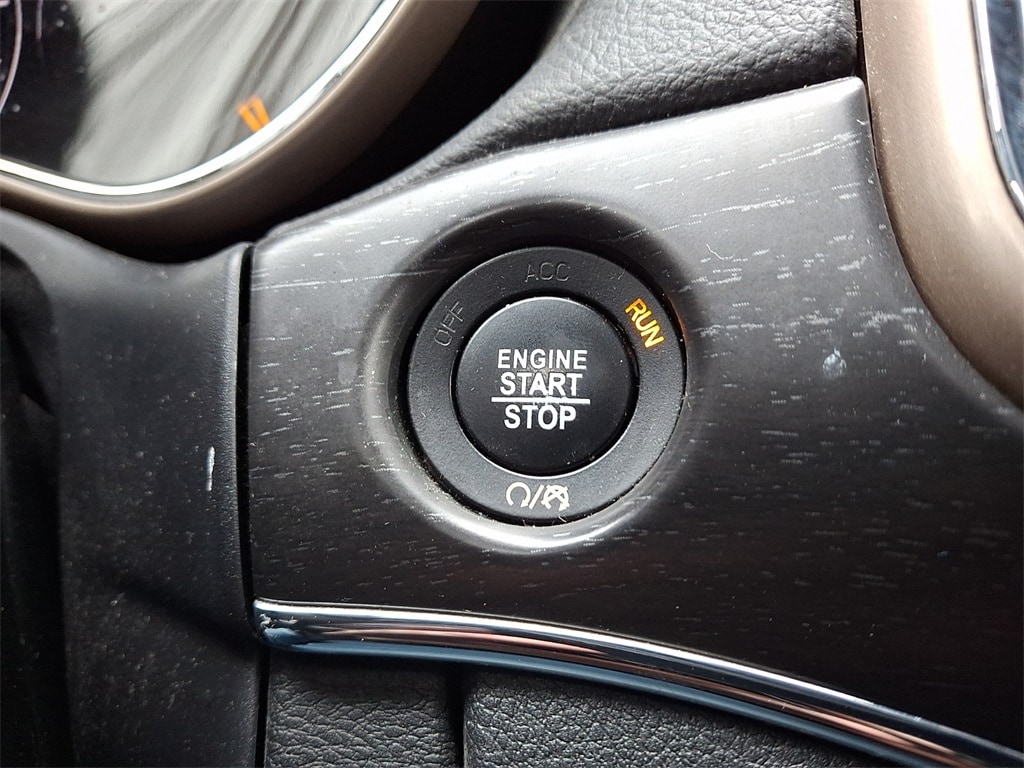 ACC
OFF
RUN
ENGINE
START
STOP